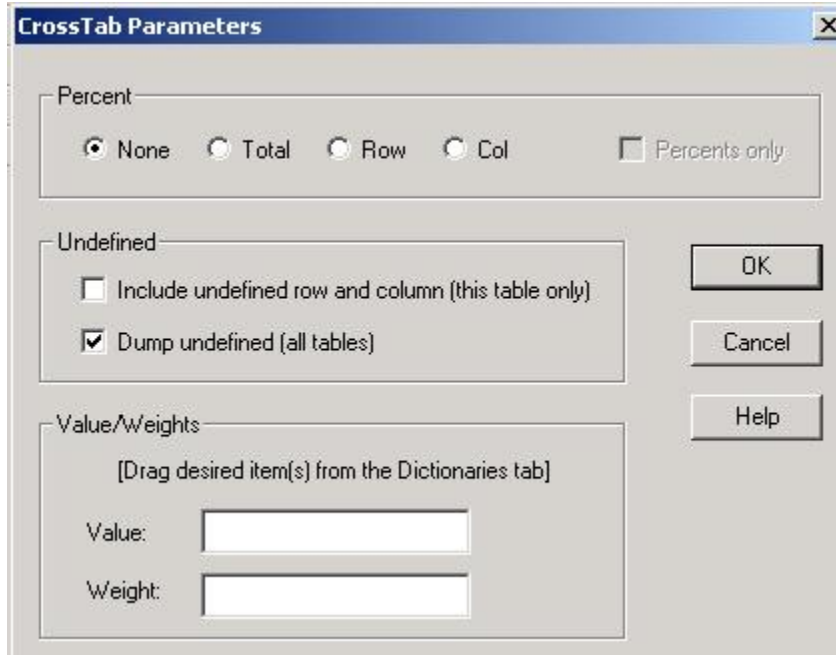 CrossTab Parameters
Percent
None Total Row Col Percents only
Undefined
Include undefined row and column (this table only)
Dump undefined (all tables)
OK
Cancel
Help
Value/Weights
[Drag desired item(s) from the Dictionaries tab]
Value:
Weight: